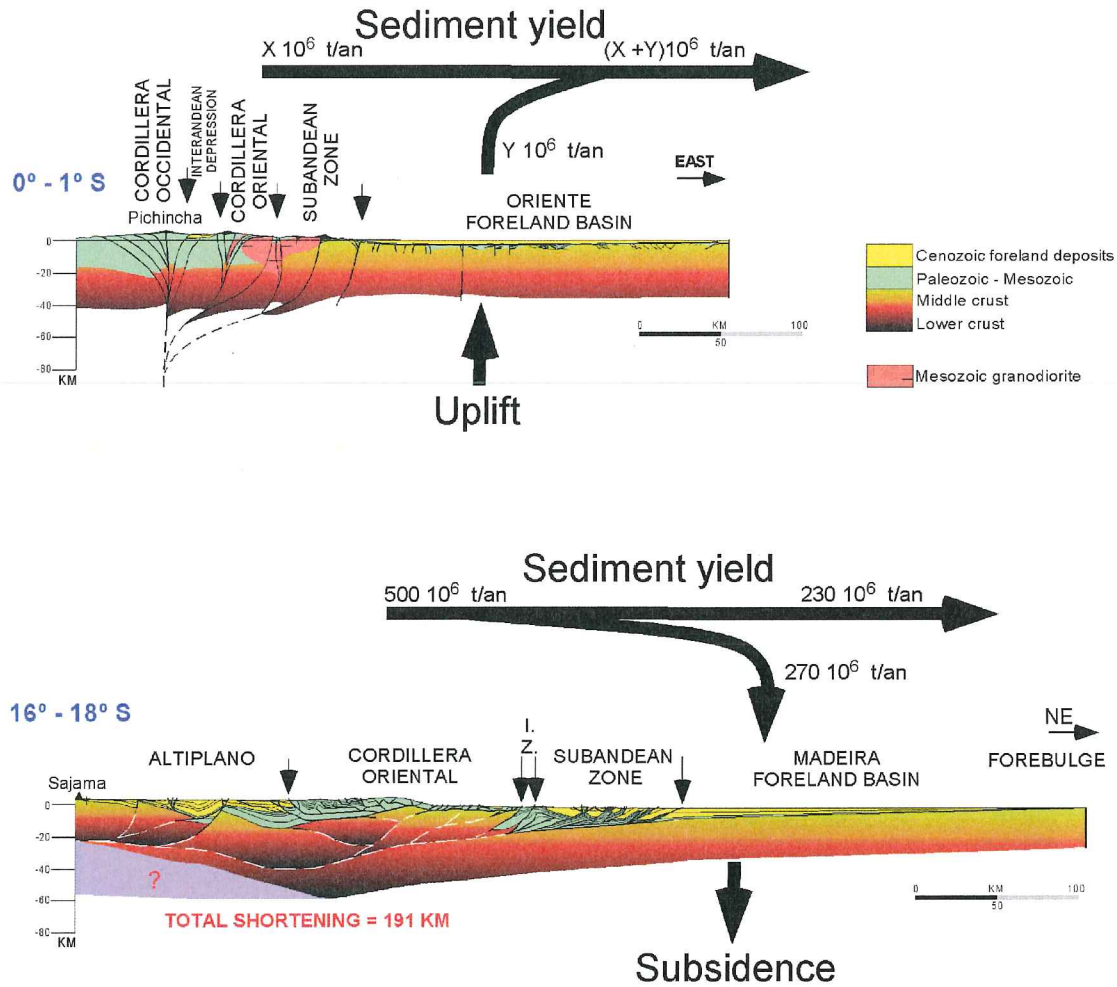 Sediment yield
X 10⁶ t/an
(X +Y)10⁶ t/an
Y 10⁶ t/an
CORDILLERA
OCCIDENTAL
INTERANDEAN
DEPRESSION
CORDILLERA
ORIENTAL
SUBANDEAN
ZONE
EAST
0º - 1º S
Pichincha
ORIENTE
FORELAND BASIN
0
-20
-40
-60
-80
KM
0 KM 100
50
Cenozoic foreland deposits
Paleozoic - Mesozoic
Middle crust
Lower crust
Mesozoic granodiorite
Uplift
Sediment yield
500 10⁶ t/an
230 10⁶ t/an
270 10⁶ t/an
16º - 18º S
NE
I.
Z.
ALTIPLANO
CORDILLERA
ORIENTAL
SUBANDEAN
ZONE
MADEIRA
FORELAND BASIN
FOREBULGE
Sajama
0
-20
-40
-60
-80
KM
?
TOTAL SHORTENING = 191 KM
0 KM 100
50
Subsidence